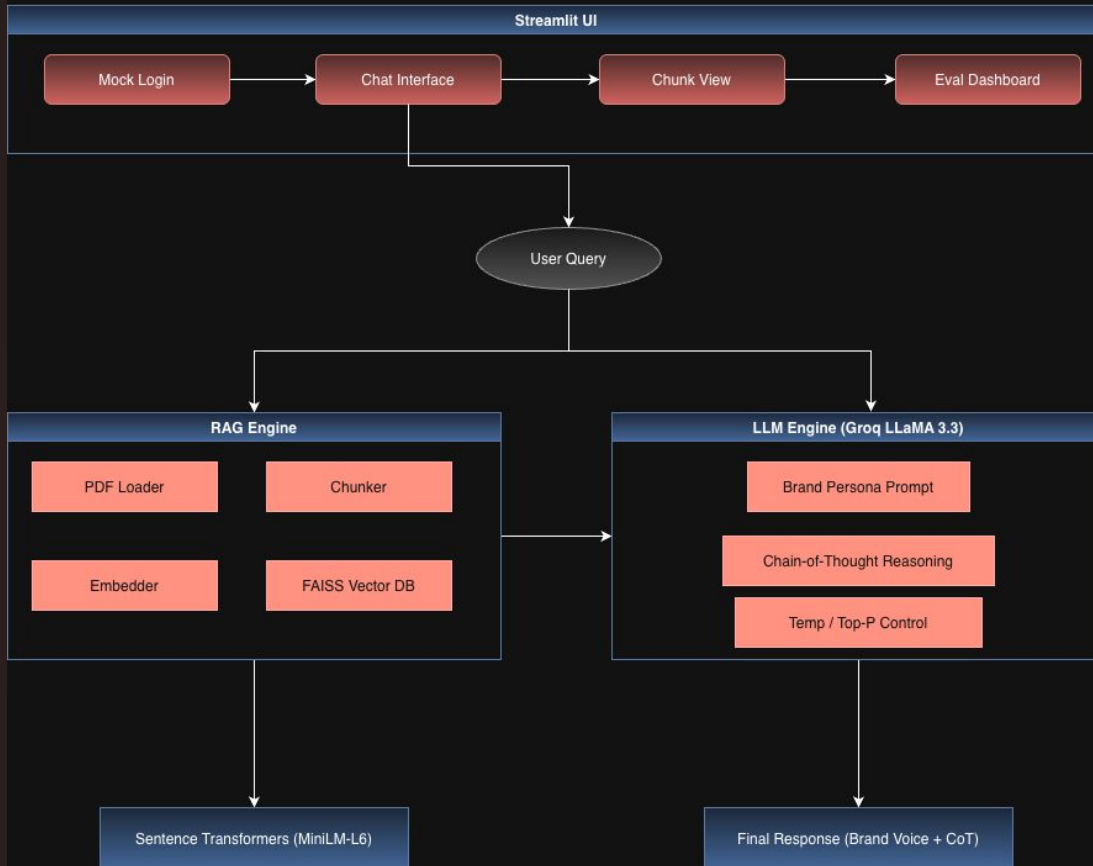 Streamlit UI
Mock Login
Chat Interface
Chunk View
Eval Dashboard
User Query
RAG Engine
PDF Loader
Chunker
Embedder
FAISS Vector DB
LLM Engine (Groq LLaMA 3.3)
Brand Persona Prompt
Chain-of-Thought Reasoning
Temp / Top-P Control
Sentence Transformers (MiniLM-L6)
Final Response (Brand Voice + CoT)